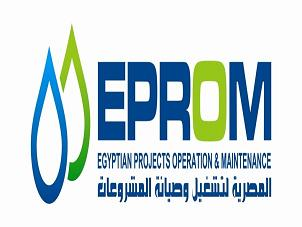 EPROM
EGYPTIAN PROJECTS OPERATION & MAINTENANCE
المصرية لتشغيل وصيانة المشروعات